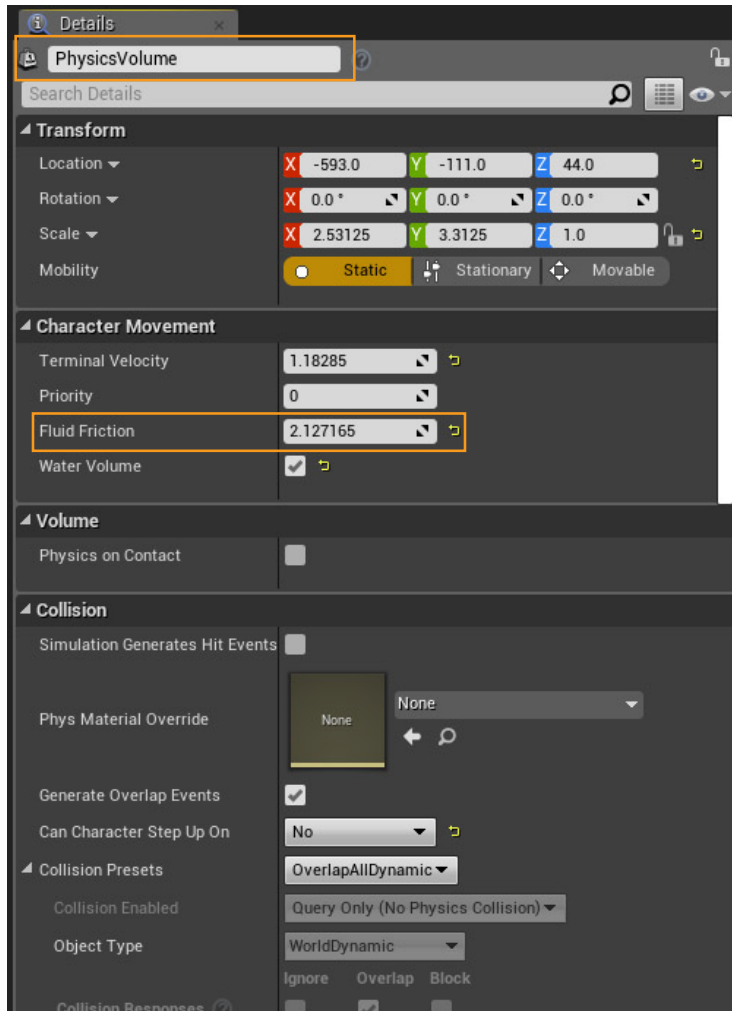 Details
PhysicsVolume
Search Details
Transform
Location X -593.0 Y -111.0 Z 44.0
Rotation X 0.0 ° Y 0.0 ° Z 0.0 °
Scale X 2.53125 Y 3.3125 Z 1.0
Mobility Static Stationary Movable
Character Movement
Terminal Velocity 1.18285
Priority 0
Fluid Friction 2.127165
Water Volume
Volume
Physics on Contact
Collision
Simulation Generates Hit Events
Phys Material Override None None
Generate Overlap Events
Can Character Step Up On No
Collision Presets OverlapAllDynamic
Collision Enabled Query Only (No Physics Collision)
Object Type WorldDynamic
Ignore Overlap Block
Collision Responses